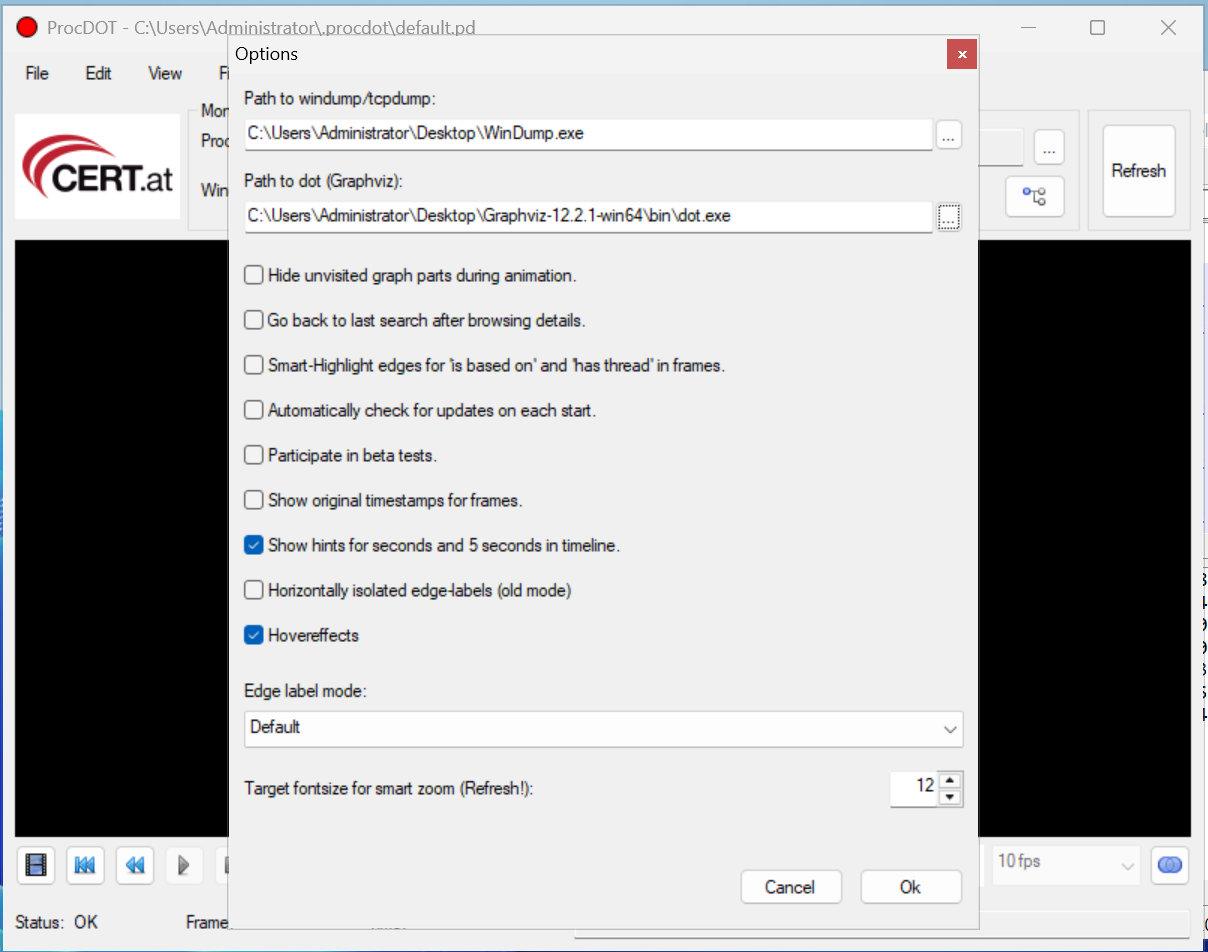 ProcDOT - C:\Users\Administrator\.procdot\default.pd
Options
File Edit View
Path to windump/tcpdump:
C:\Users\Administrator\Desktop\WinDump.exe
...
...
Refresh
CERT.at
Path to dot (Graphviz):
C:\Users\Administrator\Desktop\Graphviz-12.2.1-win64\bin\dot.exe
...
Hide unvisited graph parts during animation.
Go back to last search after browsing details.
Smart-Highlight edges for 'is based on' and 'has thread' in frames.
Automatically check for updates on each start.
Participate in beta tests.
Show original timestamps for frames.
Show hints for seconds and 5 seconds in timeline.
Horizontally isolated edge-labels (old mode)
Hovereffects
Edge label mode:
Default
Target fontsize for smart zoom (Refresh!):
12
10 fps
Cancel
Ok
Status: OK
Frame